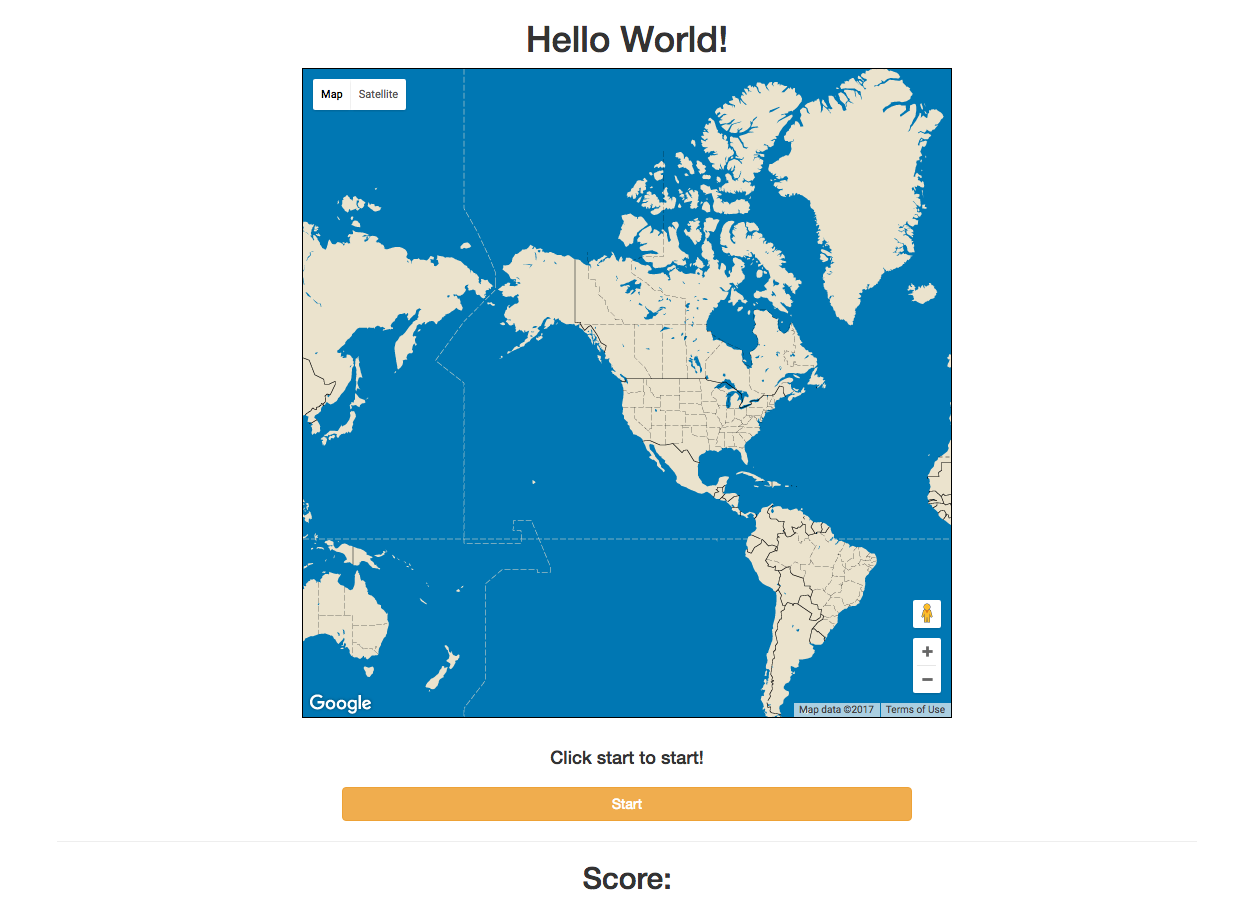 Hello World!
Map Satellite
Google
Map data ©2017 Terms of Use
Click start to start!
Start
Score: